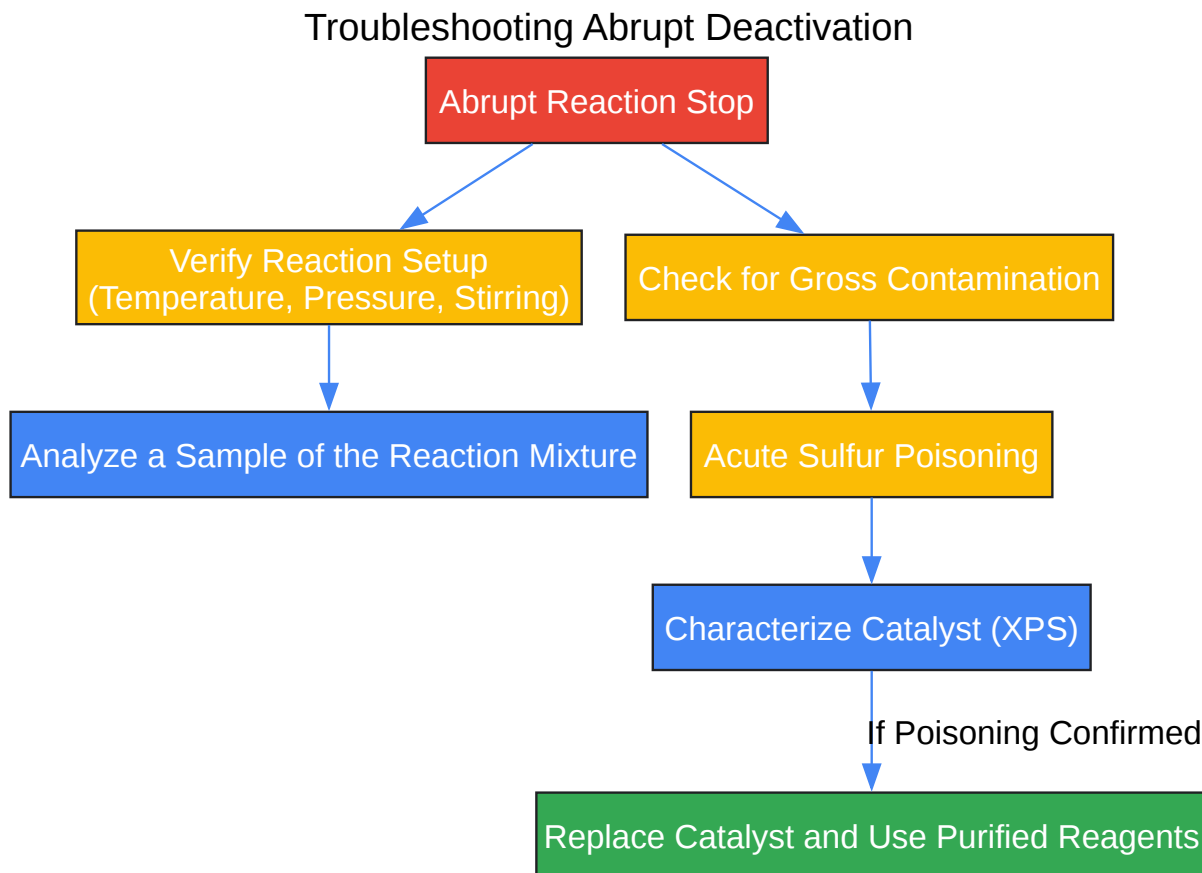 Troubleshooting Abrupt Deactivation
Abrupt Reaction Stop
Verify Reaction Setup
(Temperature, Pressure, Stirring)
Check for Gross Contamination
Analyze a Sample of the Reaction Mixture
Acute Sulfur Poisoning
Characterize Catalyst (XPS)
If Poisoning Confirmed
Replace Catalyst and Use Purified Reagents